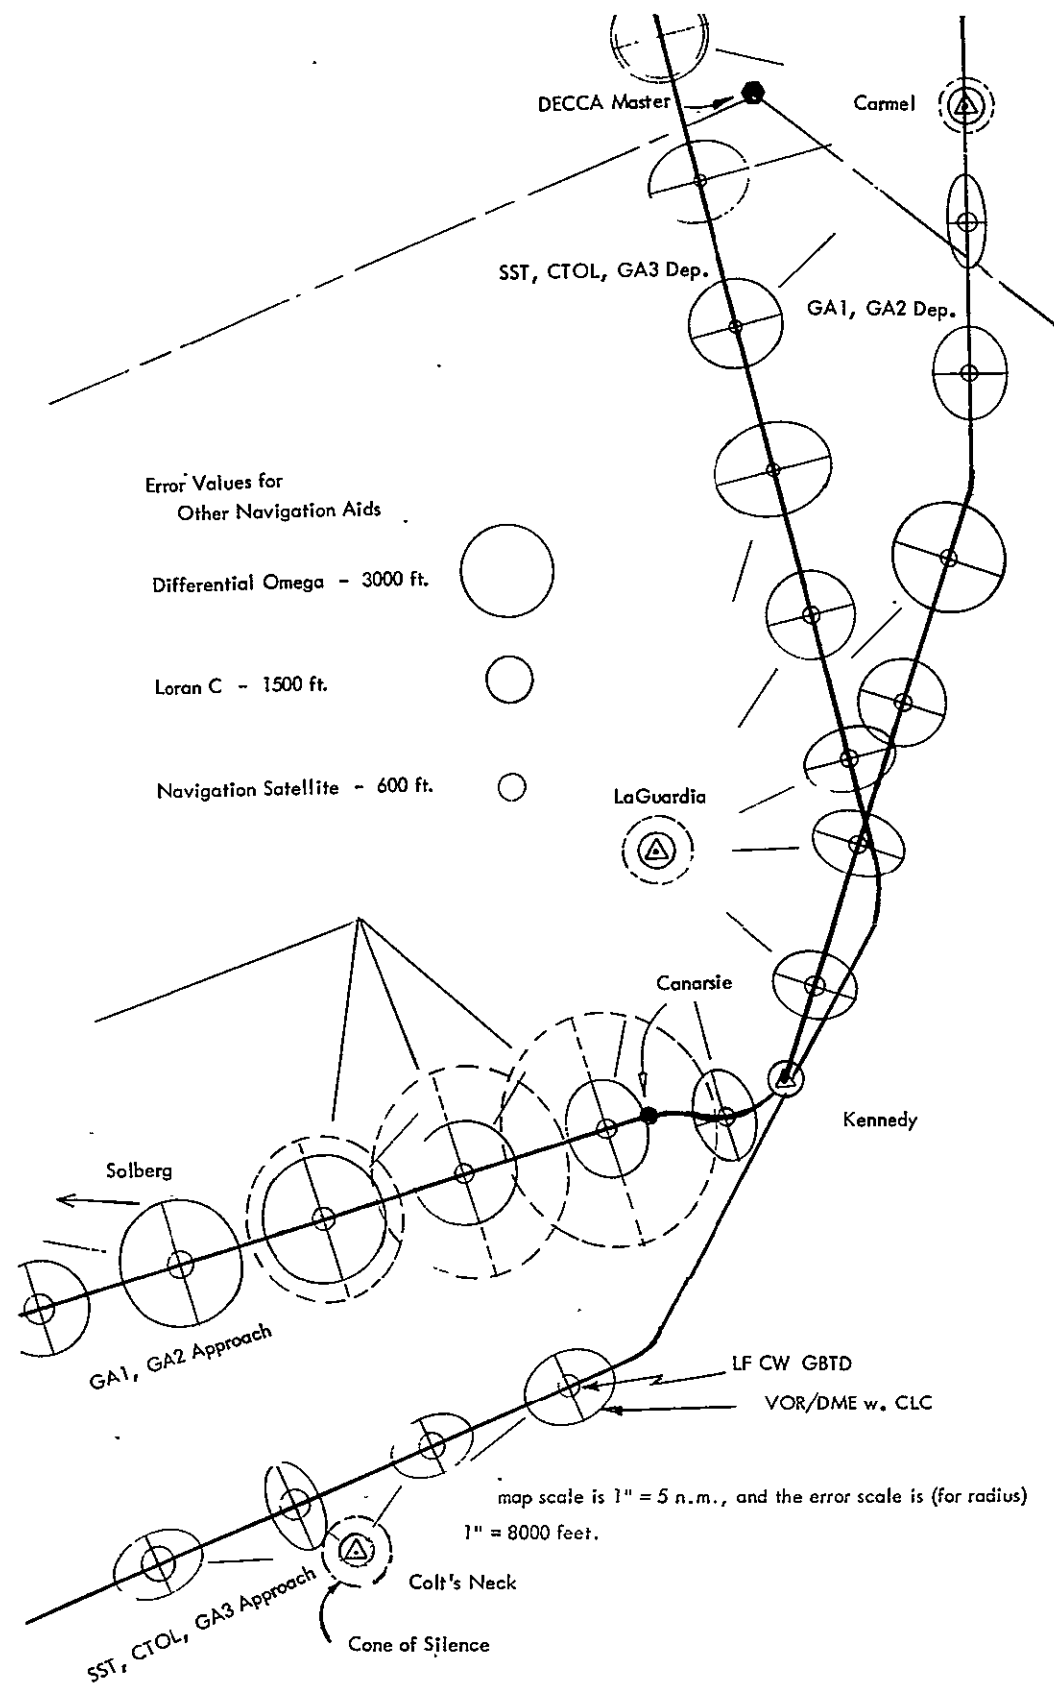 DECCA Master
Carmel
SST, CTOL, GA3 Dep.
GA1, GA2 Dep.
Error Values for
Other Navigation Aids
Differential Omega - 3000 ft.
Loran C - 1500 ft.
Navigation Satellite - 600 ft.
LaGuardia
Canarsie
Kennedy
Solberg
GA1, GA2 Approach
LF CW GBTD
VOR/DME w. CLC
map scale is 1" = 5 n.m., and the error scale is (for radius)
1" = 8000 feet.
Colt's Neck
SST, CTOL, GA3 Approach
Cone of Silence